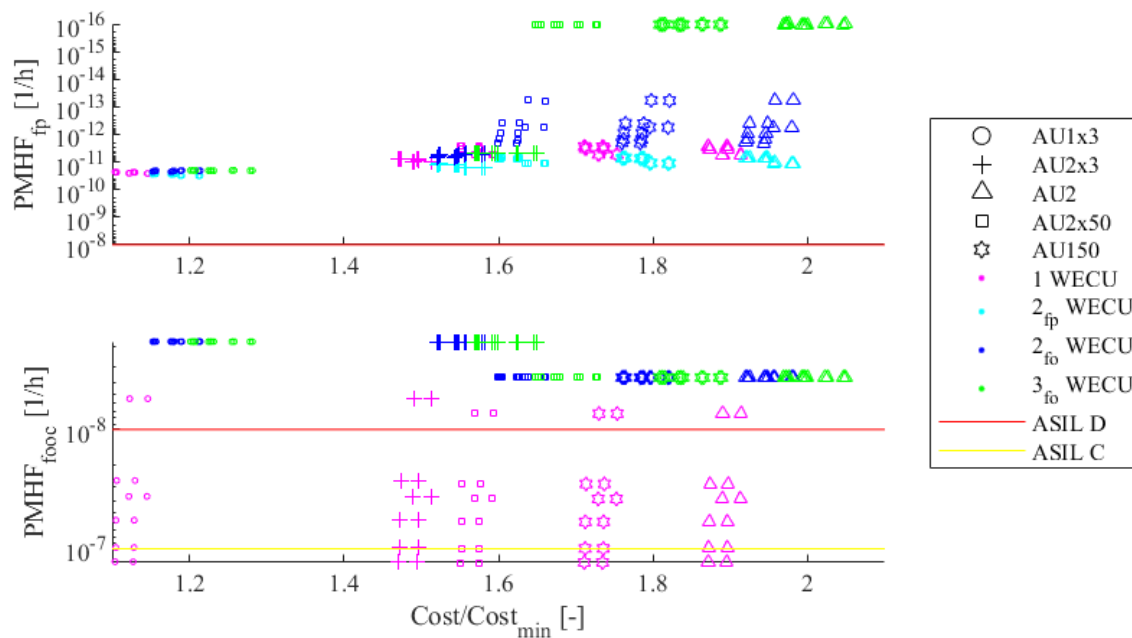 10^-16
10^-15
10^-14
10^-13
10^-12
10^-11
10^-10
10^-9
10^-8
PMHF_fp [1/h]
1.2
1.4
1.6
1.8
2
10^-8
10^-7
PMHF_fooc [1/h]
1.2
1.4
1.6
1.8
2
Cost/Cost_min [-]
AU1x3
AU2x3
AU2
AU2x50
AU150
1 WECU
2_fp WECU
2_fo WECU
3_fo WECU
ASIL D
ASIL C